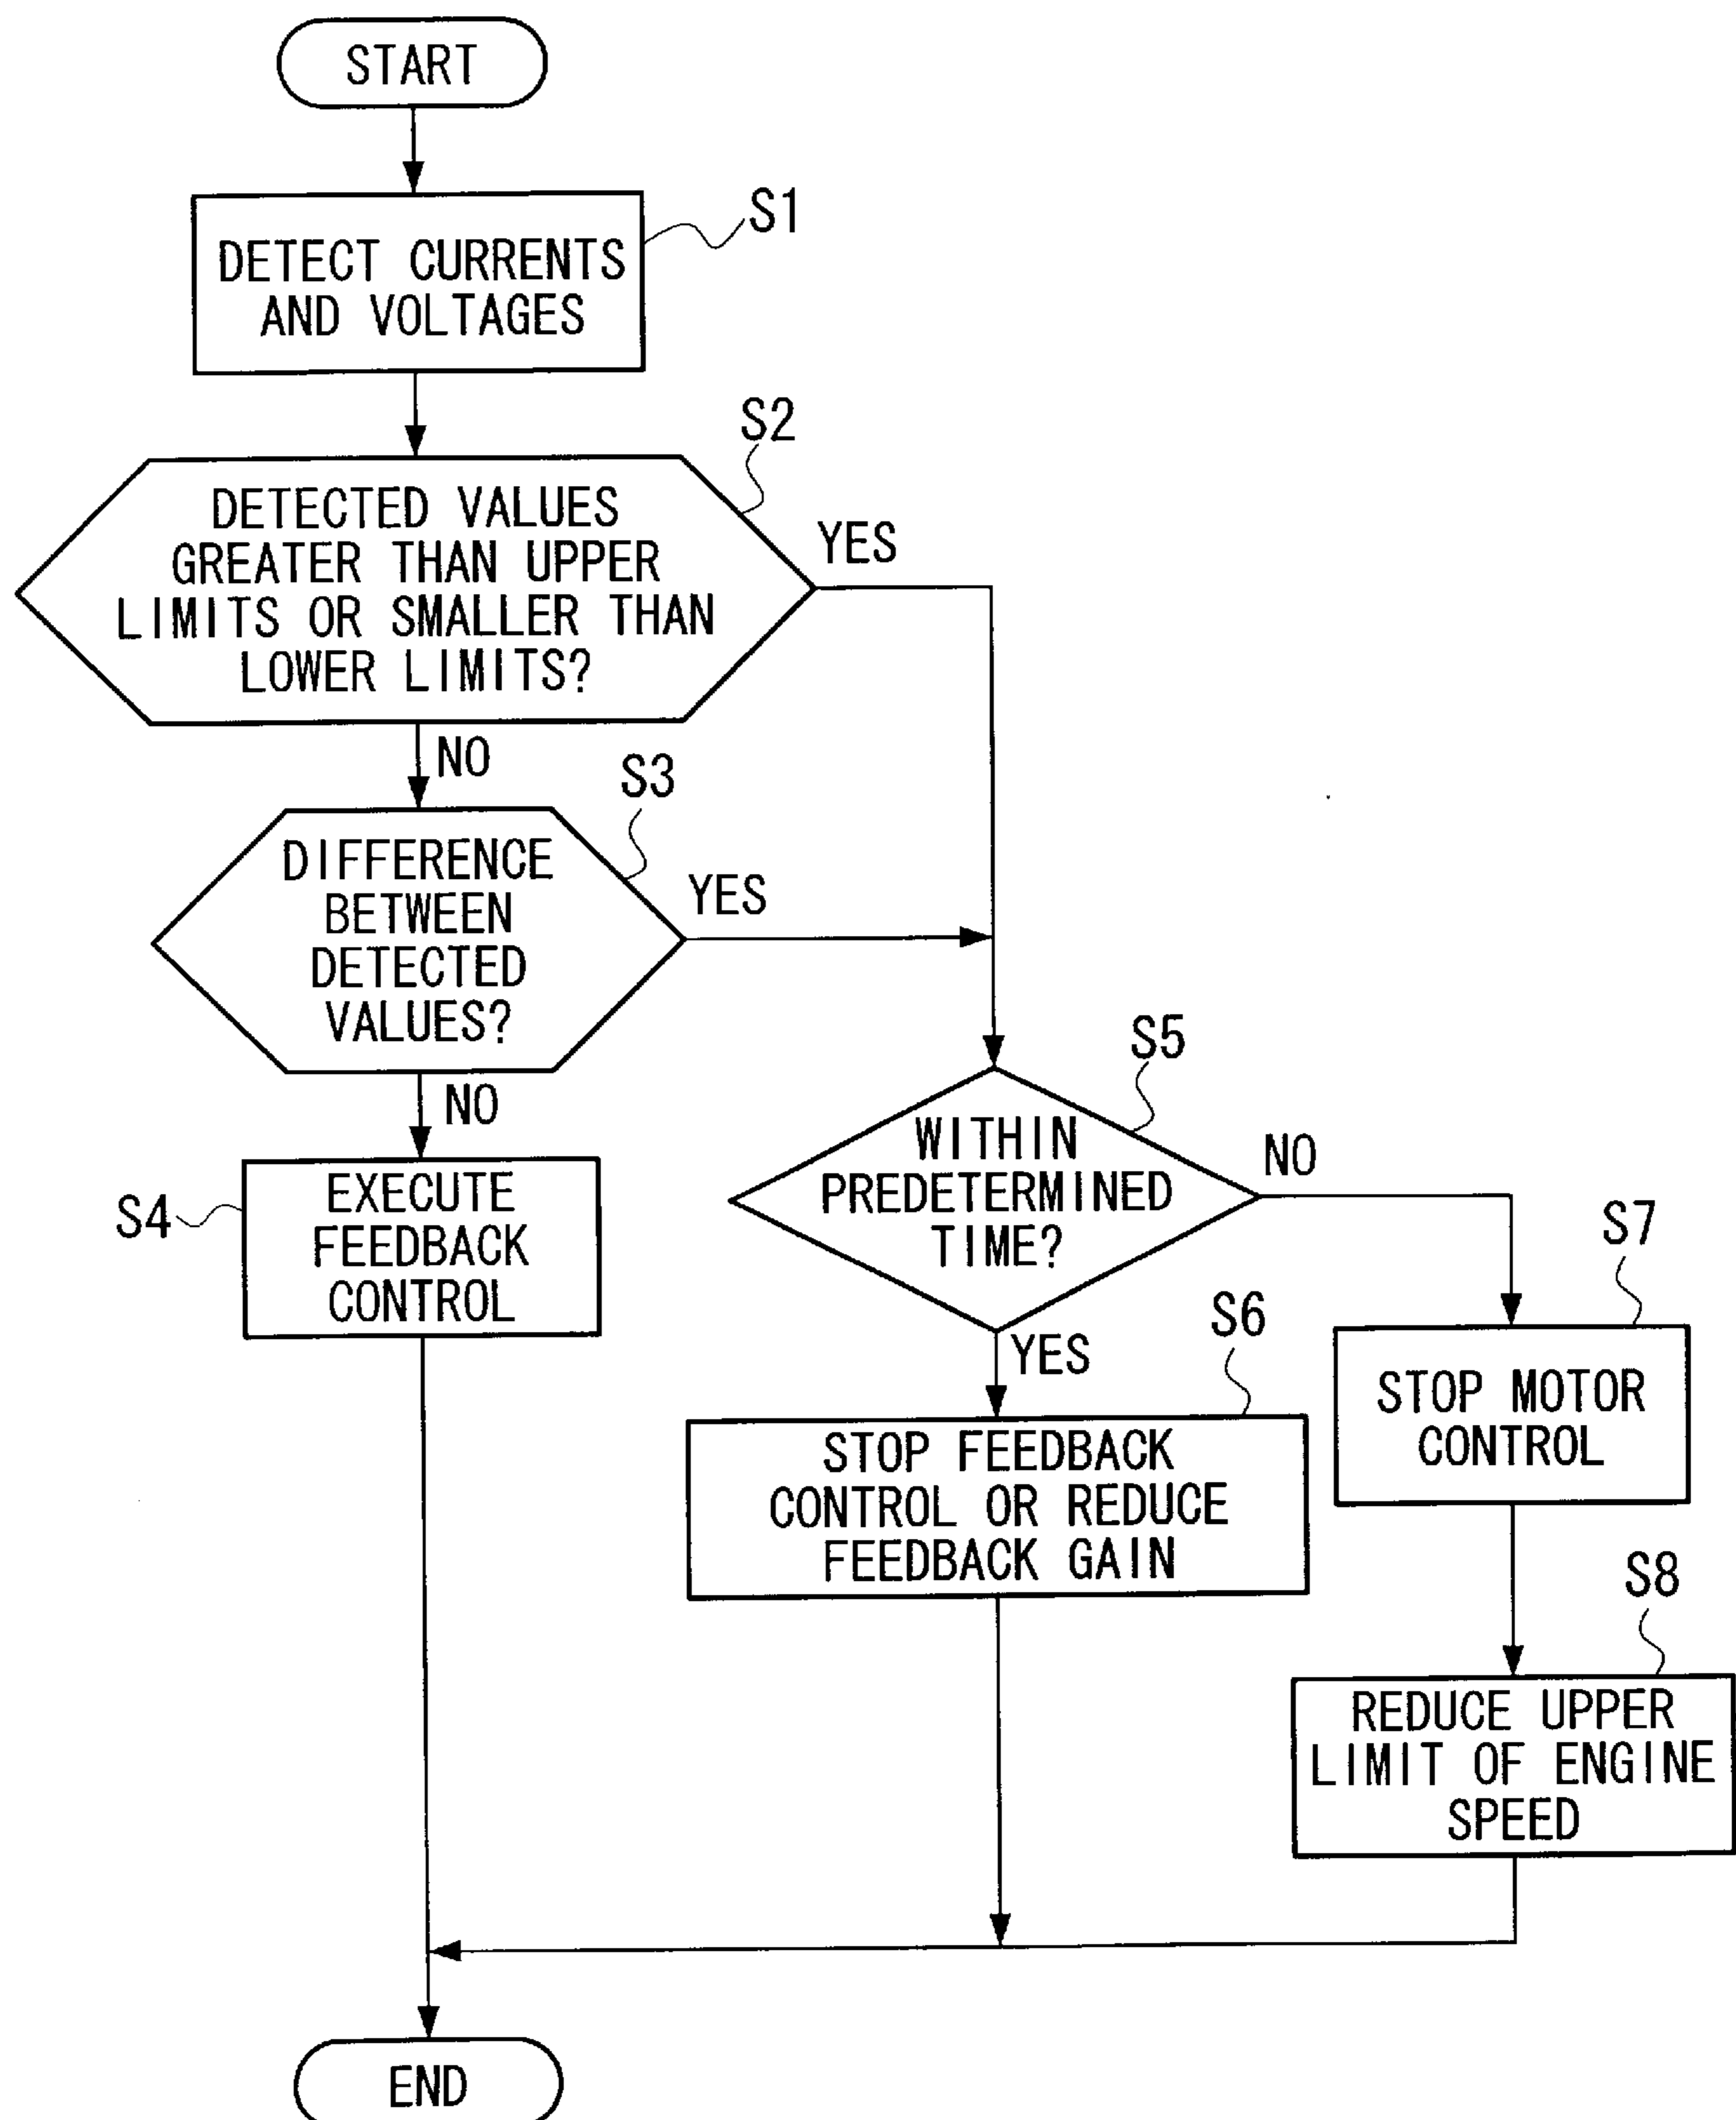 START
S1
DETECT CURRENTS
AND VOLTAGES
S2
DETECTED VALUES
GREATER THAN UPPER
LIMITS OR SMALLER THAN
LOWER LIMITS?
YES
NO
S3
DIFFERENCE
BETWEEN
DETECTED
VALUES?
YES
NO
S4
EXECUTE
FEEDBACK
CONTROL
S5
WITHIN
PREDETERMINED
TIME?
NO
YES
S6
STOP FEEDBACK
CONTROL OR REDUCE
FEEDBACK GAIN
S7
STOP MOTOR
CONTROL
S8
REDUCE UPPER
LIMIT OF ENGINE
SPEED
END